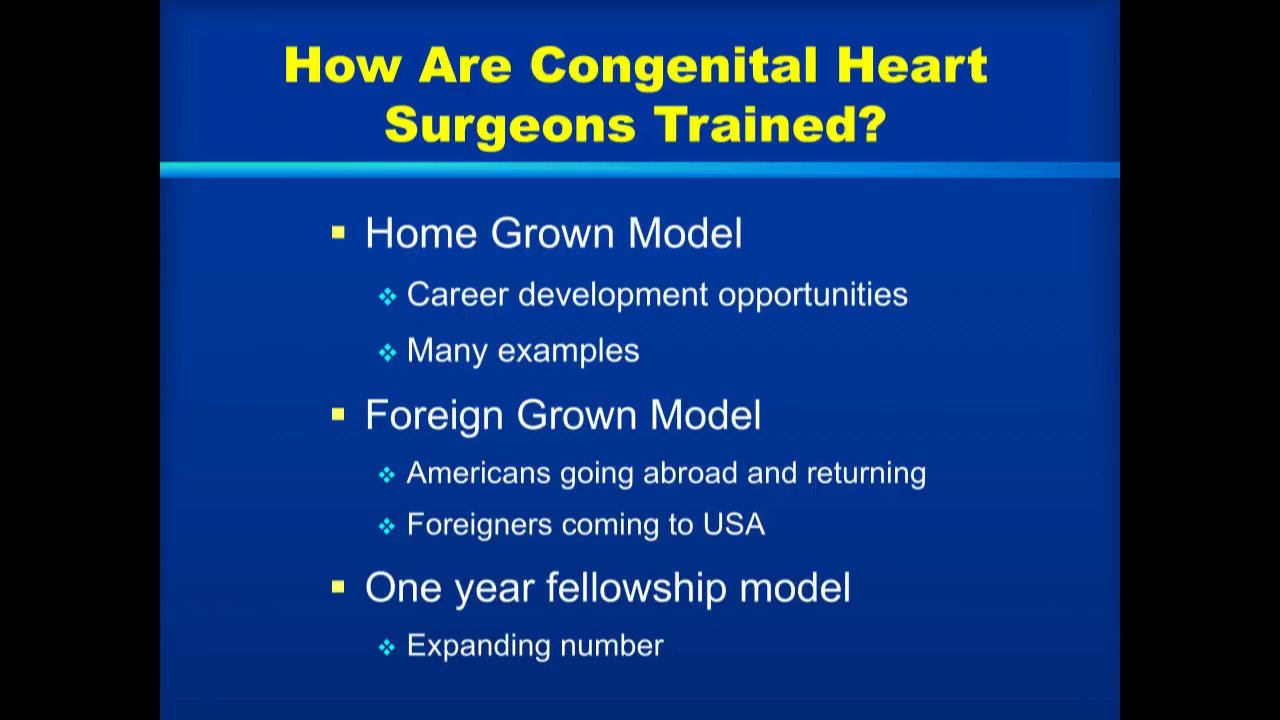 How Are Congenital Heart
Surgeons Trained?
Home Grown Model
Career development opportunities
Many examples
Foreign Grown Model
Americans going abroad and returning
Foreigners coming to USA
One year fellowship model
Expanding number